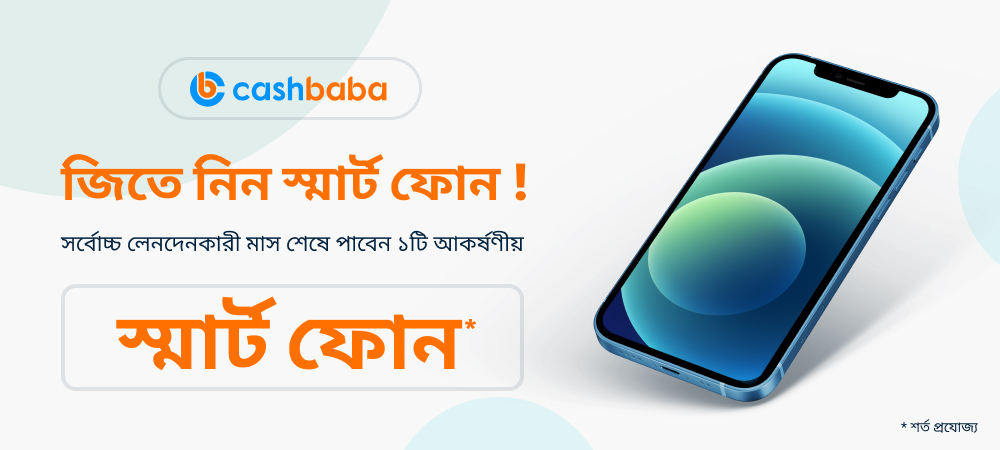 cashbaba
জিতে নিন স্মার্ট ফোন !
সর্বোচ্চ লেনদেনকারী মাস শেষে পাবেন ১টি আকর্ষণীয়
স্মার্ট ফোন*
* শর্ত প্রযোজ্য